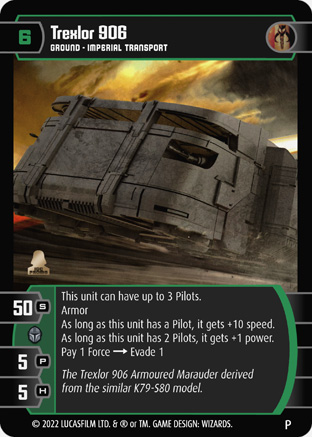 6
Trexlor 906
GROUND - IMPERIAL TRANSPORT
50 S
This unit can have up to 3 Pilots.
Armor
As long as this unit has a Pilot, it gets +10 speed.
As long as this unit has 2 Pilots, it gets +1 power.
5 P
Pay 1 Force → Evade 1
5 H
The Trexlor 906 Armoured Marauder derived
from the similar K79-S80 model.
© 2022 LUCASFILM LTD. & ® or TM. GAME DESIGN: WIZARDS.
P